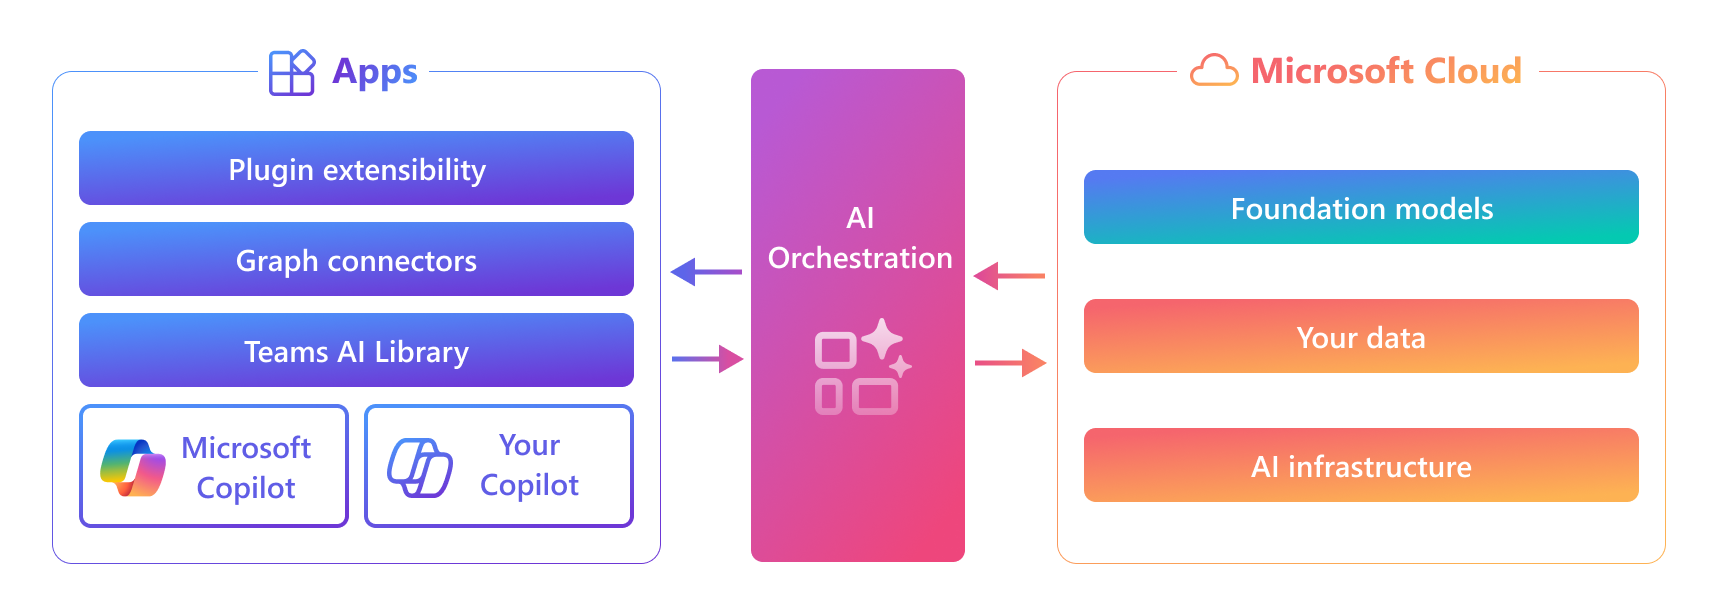 Apps
Plugin extensibility
Graph connectors
Teams AI Library
Microsoft
Copilot
Your
Copilot
AI
Orchestration
Microsoft Cloud
Foundation models
Your data
AI infrastructure